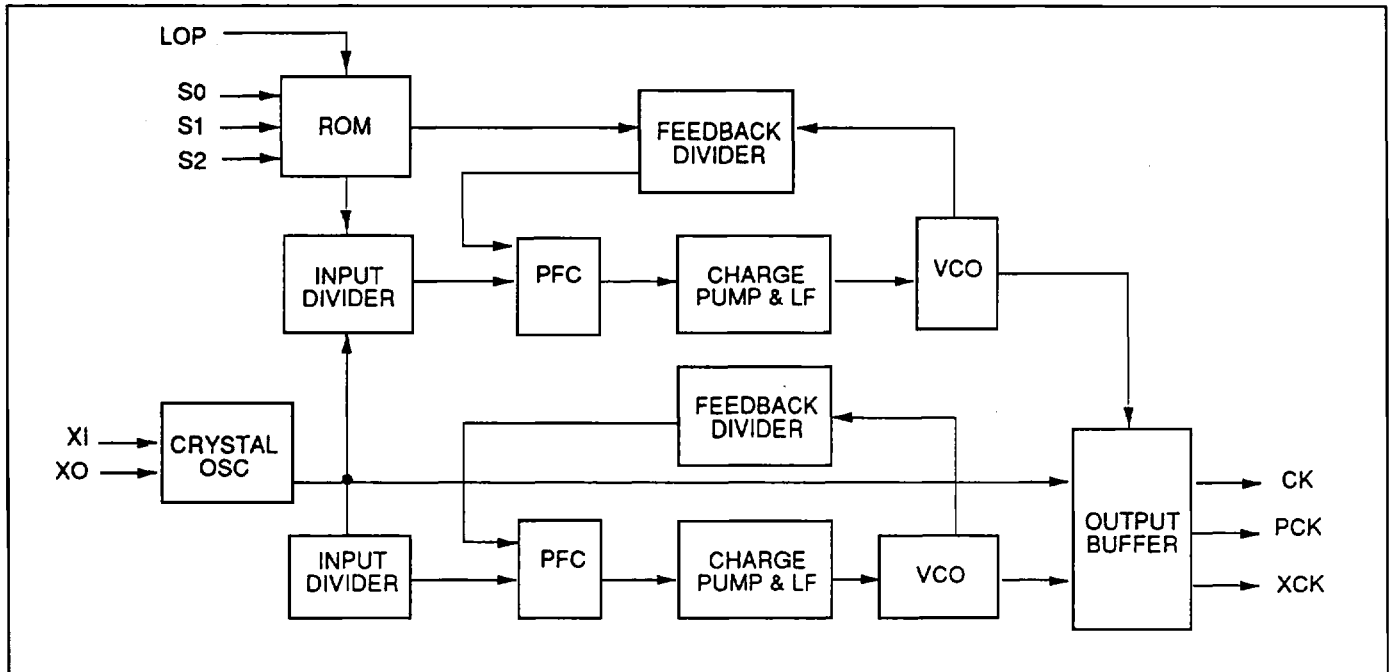 LOP
S0
S1
S2
ROM
FEEDBACK
DIVIDER
INPUT
DIVIDER
PFC
CHARGE
PUMP & LF
VCO
FEEDBACK
DIVIDER
XI
XO
CRYSTAL
OSC
INPUT
DIVIDER
PFC
CHARGE
PUMP & LF
VCO
OUTPUT
BUFFER
CK
PCK
XCK